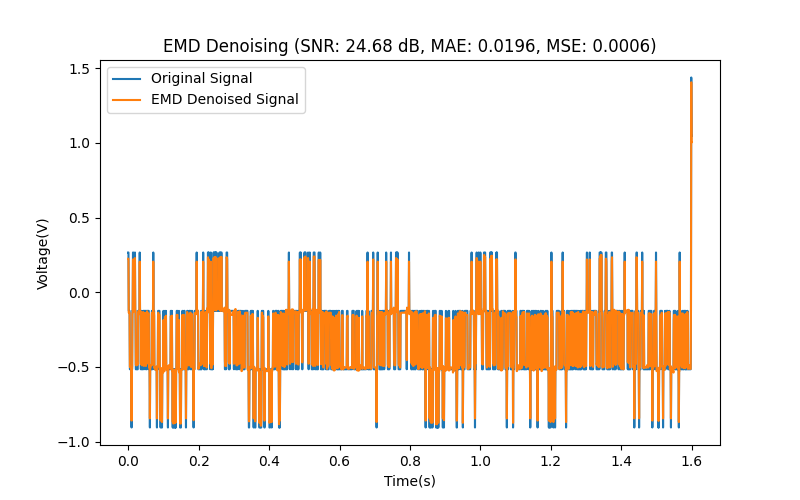 EMD Denoising (SNR: 24.68 dB, MAE: 0.0196, MSE: 0.0006)
Original Signal
EMD Denoised Signal
Voltage(V)
1.5
1.0
0.5
0.0
−0.5
−1.0
0.0 0.2 0.4 0.6 0.8 1.0 1.2 1.4 1.6
Time(s)